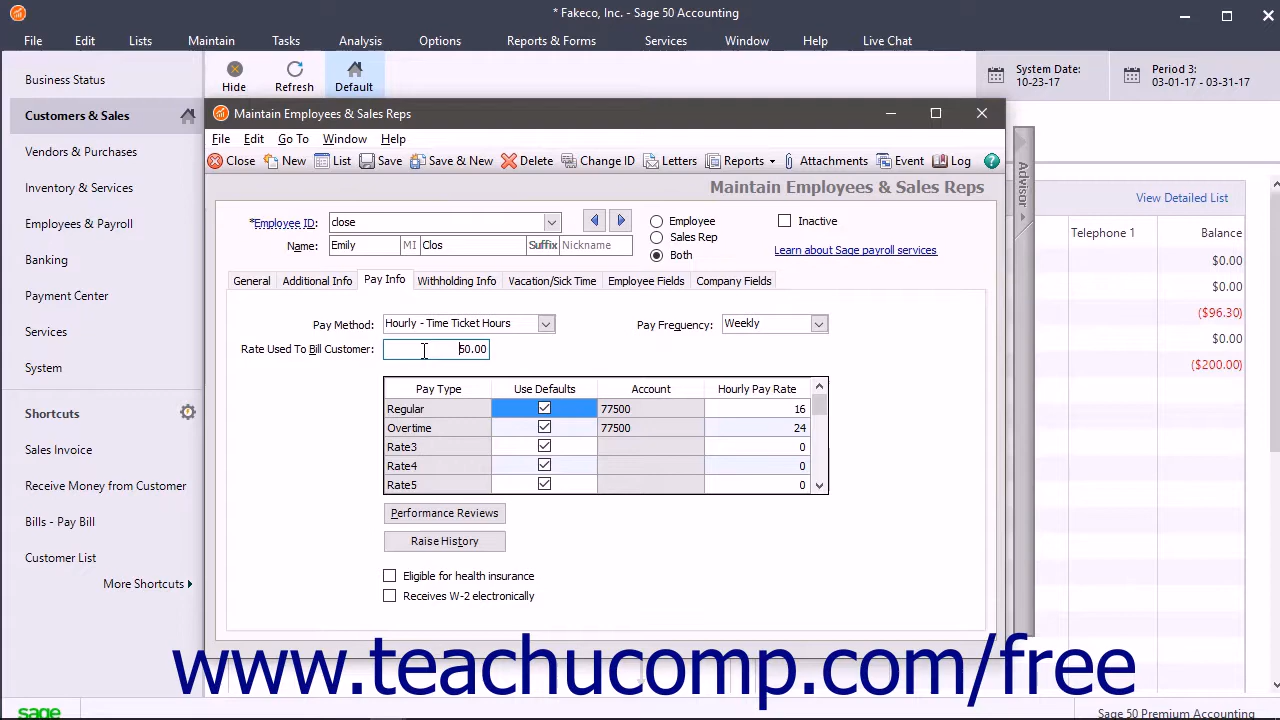 * Fakeco, Inc. - Sage 50 Accounting
File Edit Lists Maintain Tasks Analysis Options Reports & Forms Services Window Help Live Chat
Business Status
Customers & Sales
Vendors & Purchases
Inventory & Services
Employees & Payroll
Banking
Payment Center
Services
System
Shortcuts
Sales Invoice
Receive Money from Customer
Bills - Pay Bill
Customer List
More Shortcuts
Hide Refresh Default
System Date:
10-23-17
Period 3:
03-01-17 - 03-31-17
Maintain Employees & Sales Reps
File Edit Go To Window Help
Close New List Save Save & New Delete Change ID Letters Reports Attachments Event Log ?
Maintain Employees & Sales Reps
*Employee ID: close
Name: Emily MI Clos Suffix Nickname
Employee
Sales Rep
Both
Inactive
Learn about Sage payroll services
General Additional Info Pay Info Withholding Info Vacation/Sick Time Employee Fields Company Fields
Pay Method: Hourly - Time Ticket Hours Pay Frequency: Weekly
Rate Used To Bill Customer: 50.00
Pay Type Use Defaults Account Hourly Pay Rate
Regular 77500 16
Overtime 77500 24
Rate3 0
Rate4 0
Rate5 0
Performance Reviews
Raise History
Eligible for health insurance
Receives W-2 electronically
Advisor
View Detailed List
Telephone 1 Balance
$0.00
$0.00
($96.30)
$0.00
($200.00)
www.teachucomp.com/free
sage
Sage 50 Premium Accounting